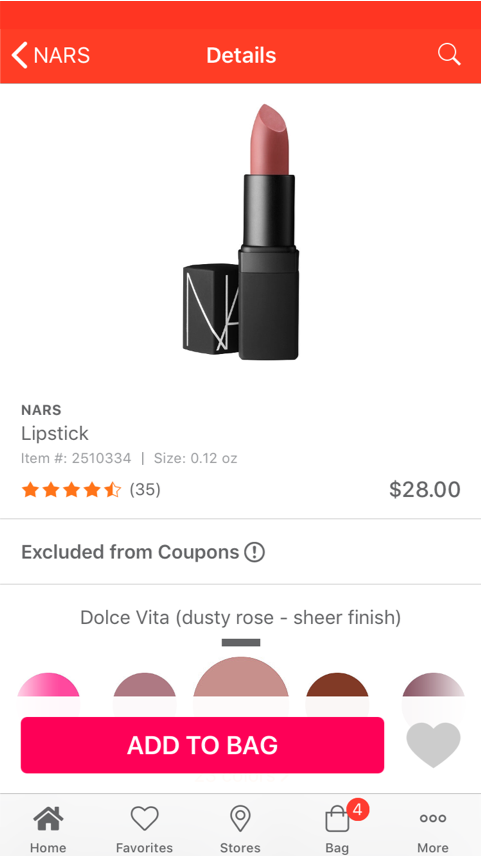 NARS
Details
NARS
Lipstick
Item #: 2510334 | Size: 0.12 oz
(35)
$28.00
Excluded from Coupons
Dolce Vita (dusty rose - sheer finish)
ADD TO BAG
4
Home
Favorites
Stores
Bag
More